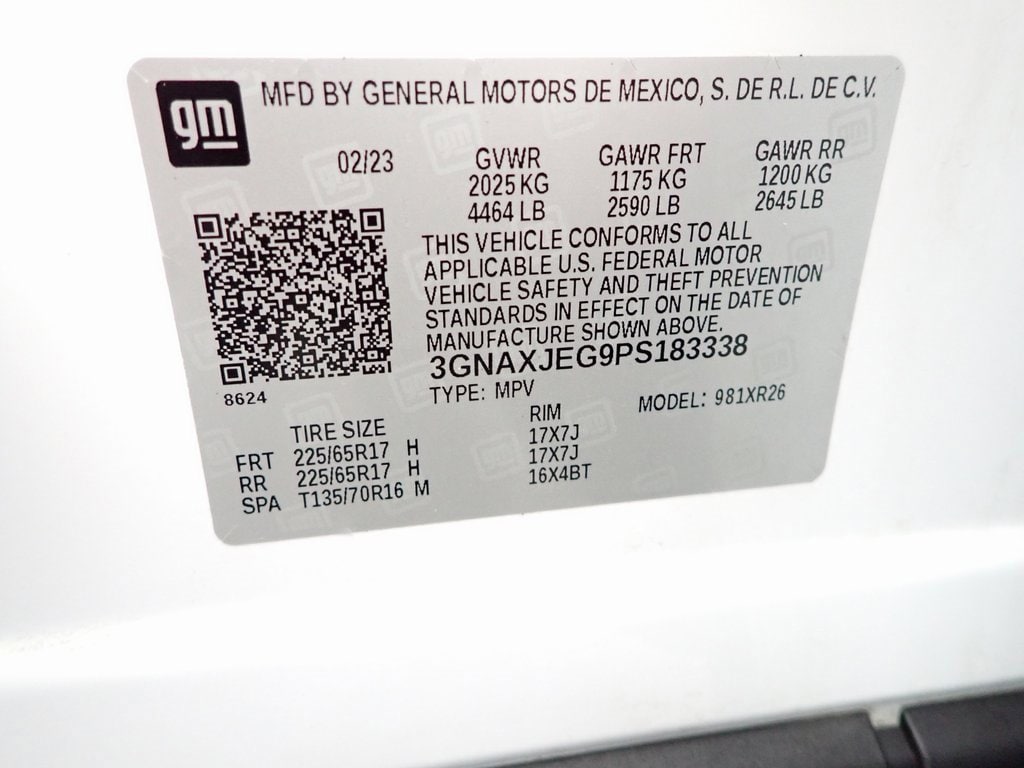 gm
MFD BY GENERAL MOTORS DE MEXICO, S. DE R.L. DE C.V.
02/23 GVWR GAWR FRT GAWR RR
2025 KG 1175 KG 1200 KG
4464 LB 2590 LB 2645 LB
THIS VEHICLE CONFORMS TO ALL
APPLICABLE U.S. FEDERAL MOTOR
VEHICLE SAFETY AND THEFT PREVENTION
STANDARDS IN EFFECT ON THE DATE OF
MANUFACTURE SHOWN ABOVE.
3GNAXJEG9PS183338
8624 TYPE: MPV MODEL: 981XR26
TIRE SIZE RIM
FRT 225/65R17 H 17X7J
RR 225/65R17 H 17X7J
SPA T135/70R16 M 16X4BT